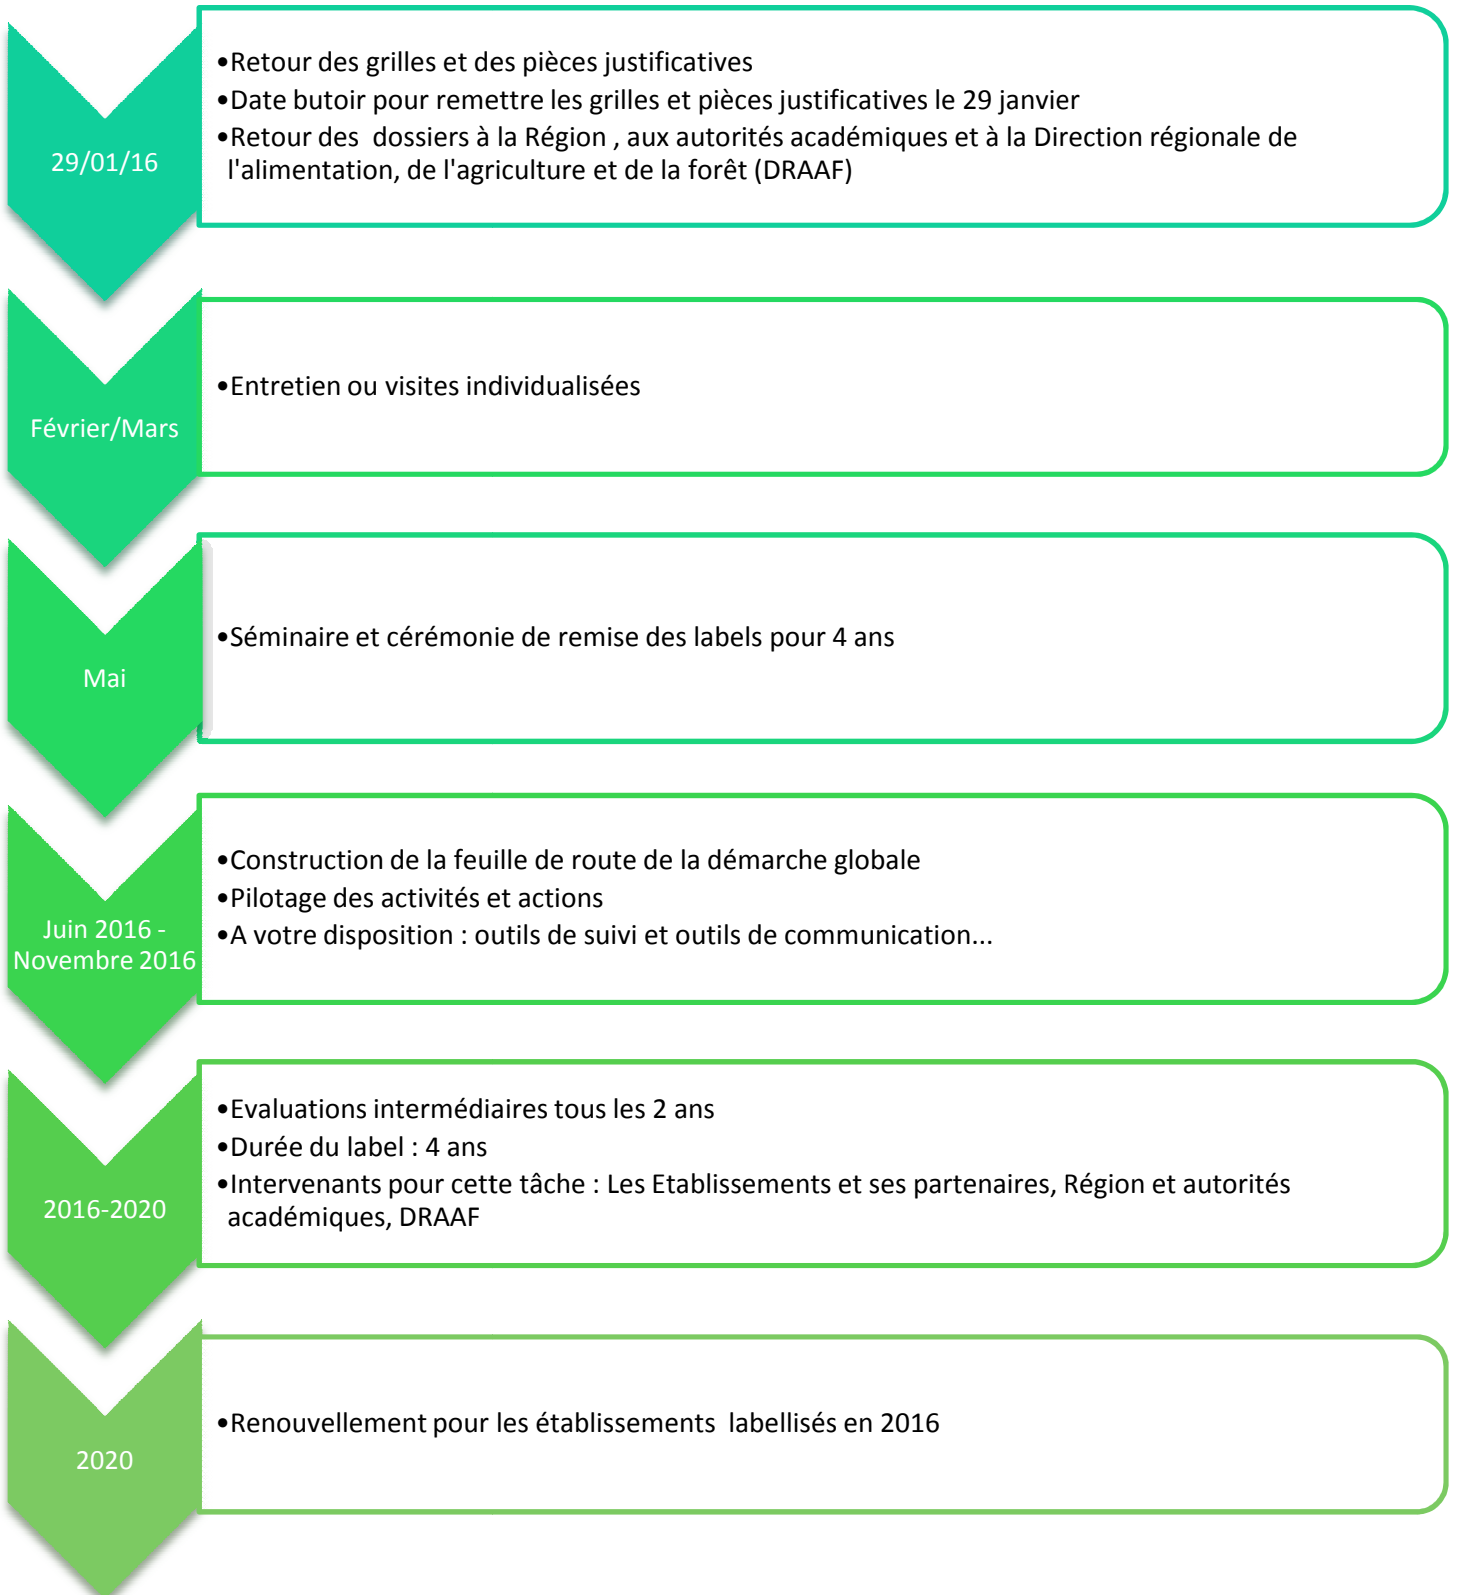 29/01/16
•Retour des grilles et des pièces justificatives
•Date butoir pour remettre les grilles et pièces justificatives le 29 janvier
•Retour des  dossiers à la Région , aux autorités académiques et à la Direction régionale de
l'alimentation, de l'agriculture et de la forêt (DRAAF)
Février/Mars
•Entretien ou visites individualisées
Mai
•Séminaire et cérémonie de remise des labels pour 4 ans
Juin 2016 -
Novembre 2016
•Construction de la feuille de route de la démarche globale
•Pilotage des activités et actions
•A votre disposition : outils de suivi et outils de communication...
2016-2020
•Evaluations intermédiaires tous les 2 ans
•Durée du label : 4 ans
•Intervenants pour cette tâche : Les Etablissements et ses partenaires, Région et autorités
académiques, DRAAF
2020
•Renouvellement pour les établissements  labellisés en 2016